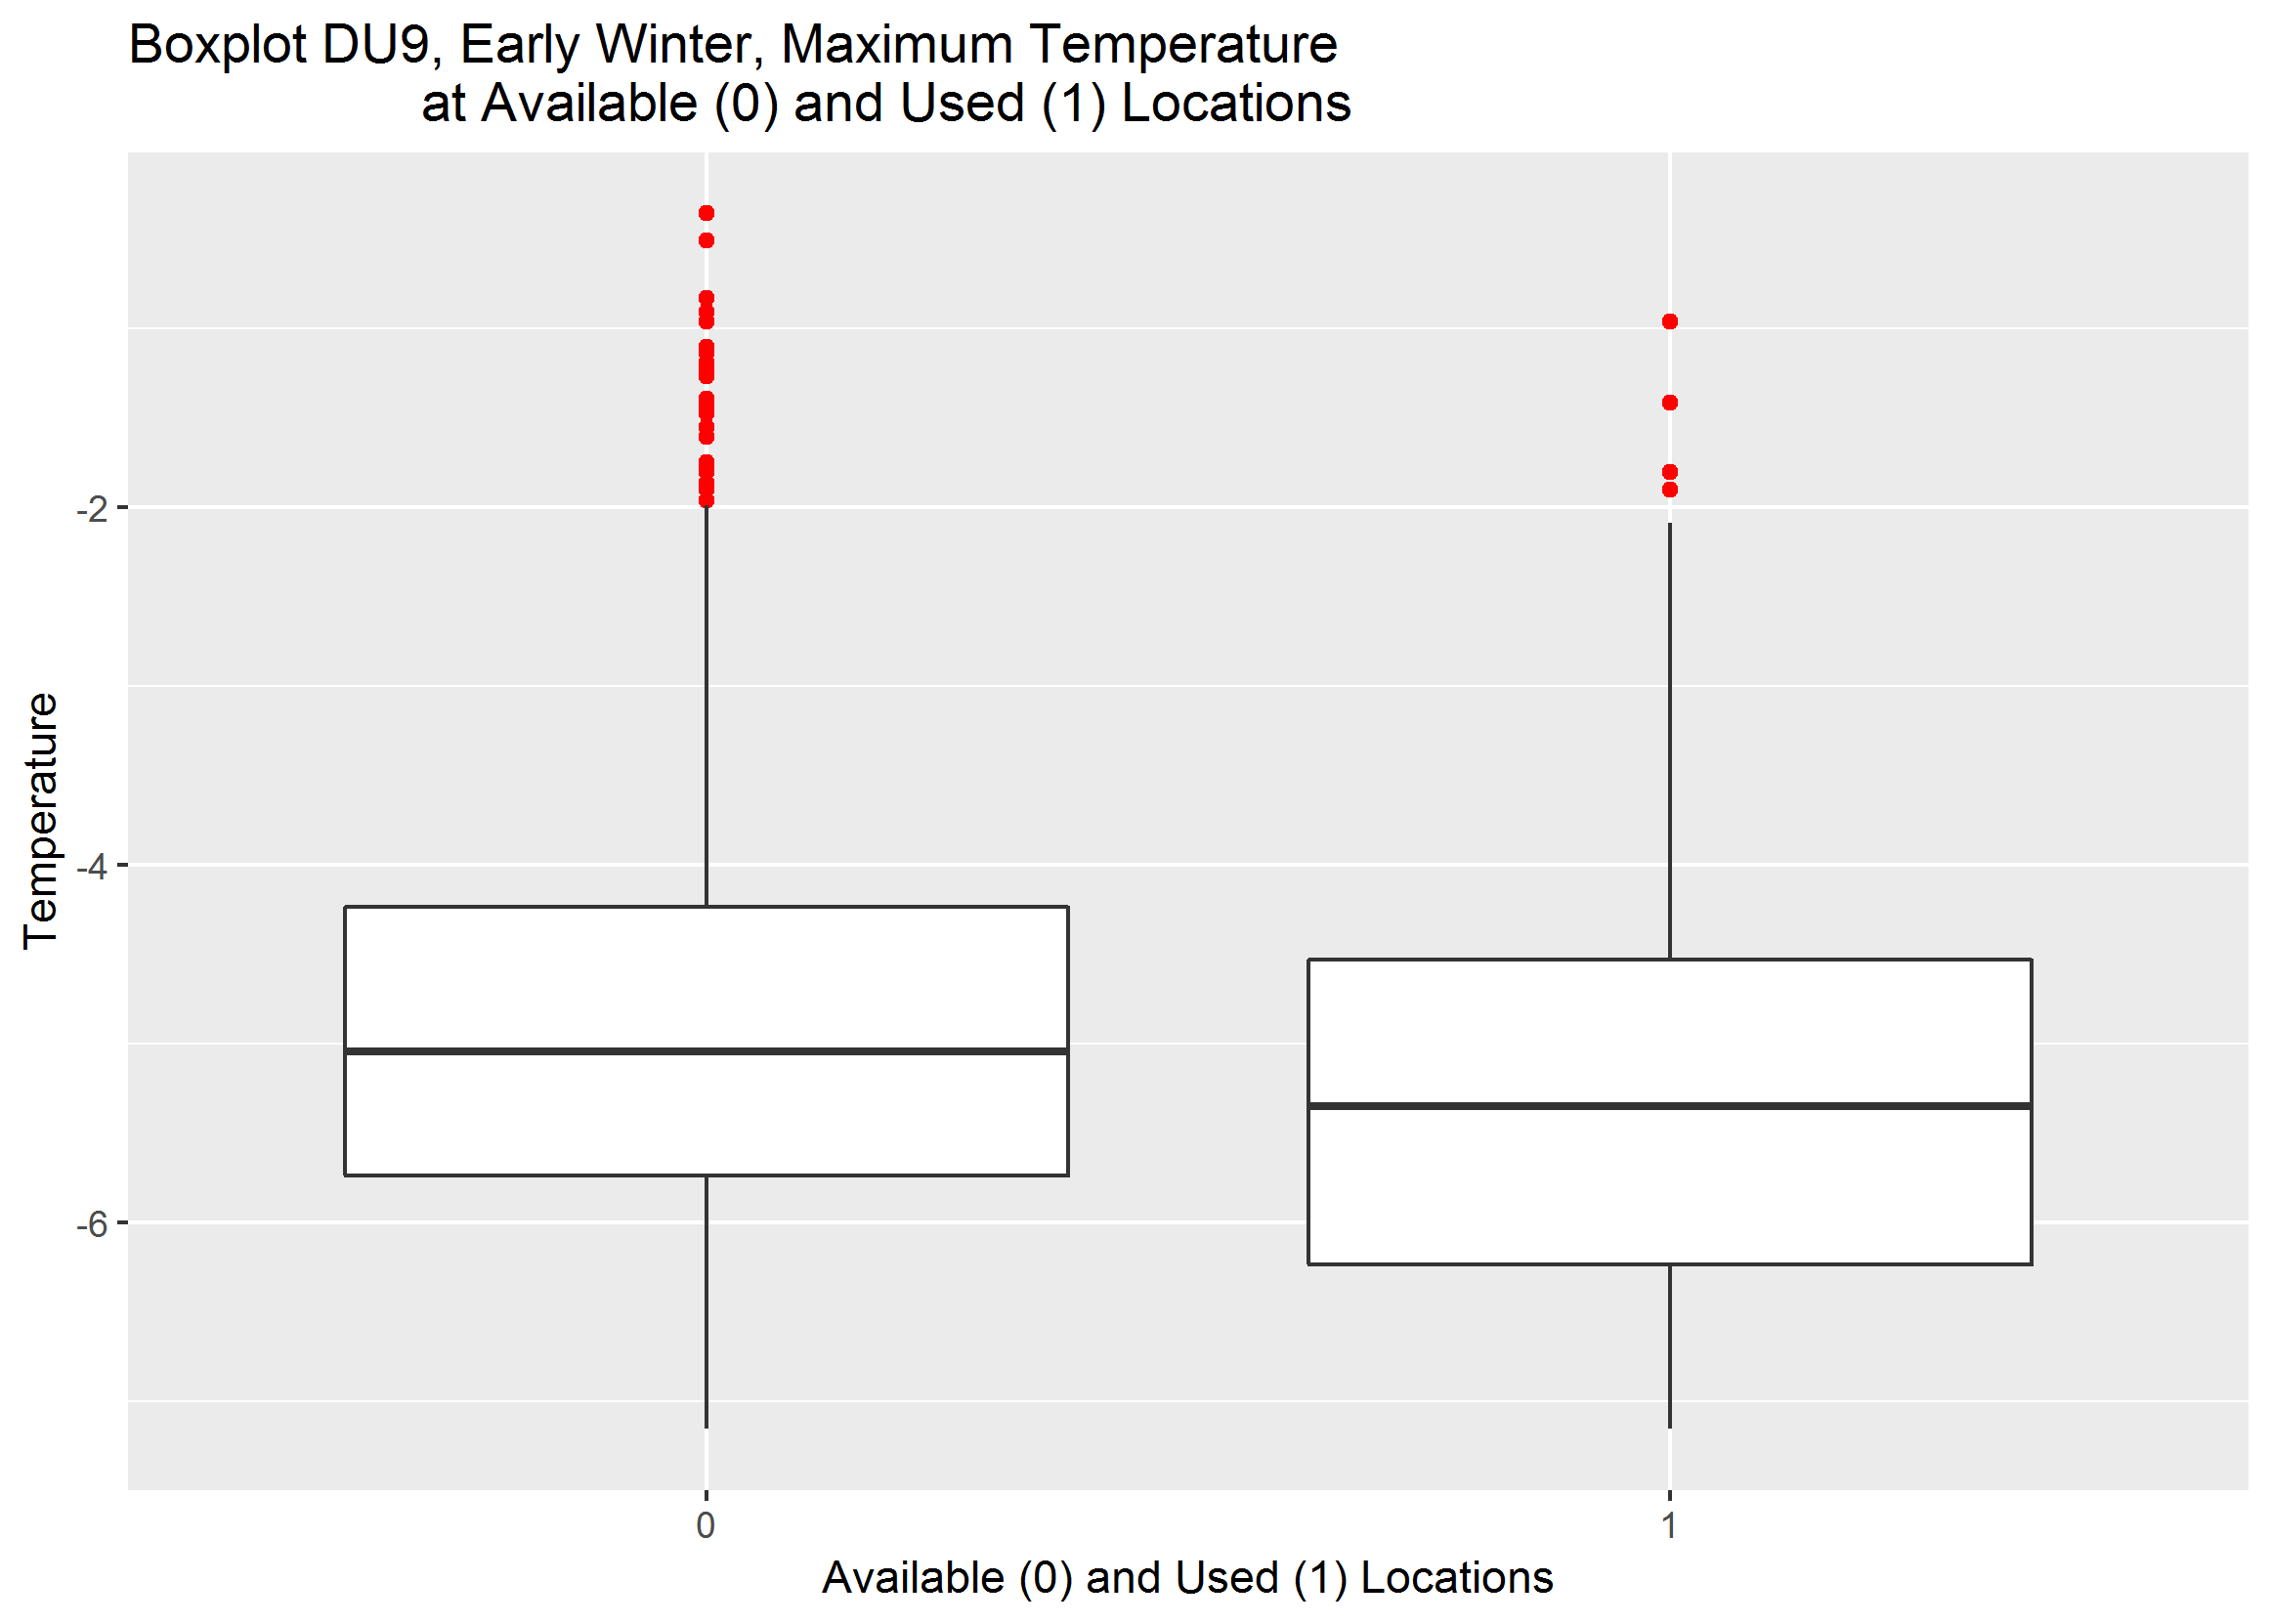 Boxplot DU9, Early Winter, Maximum Temperature
at Available (0) and Used (1) Locations
Temperature
-2
-4
-6
0
1
Available (0) and Used (1) Locations